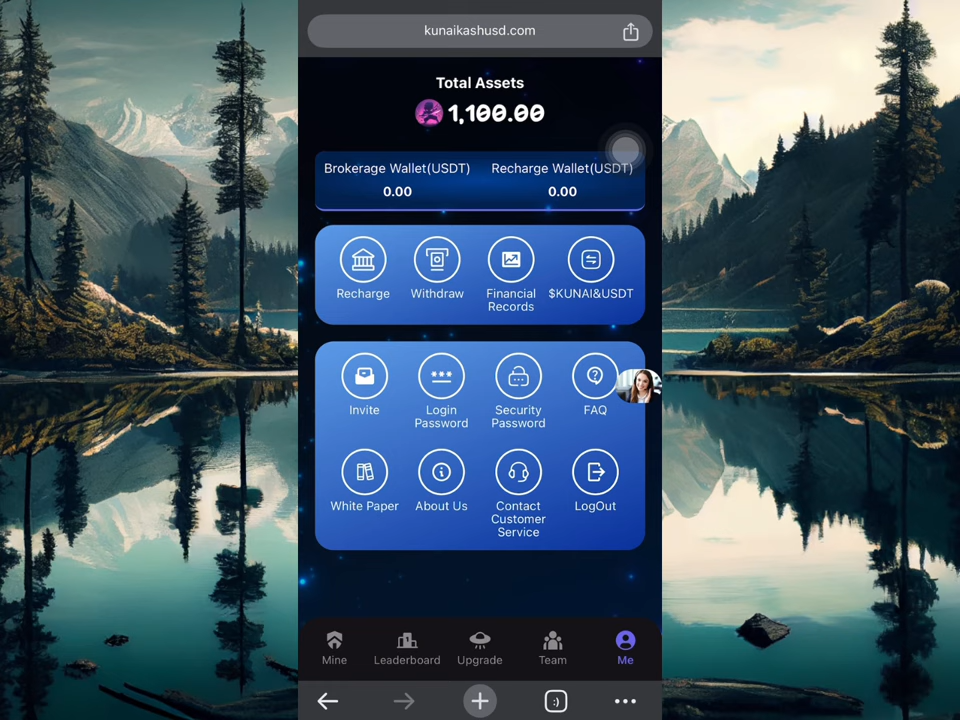 kunaikashusd.com
Total Assets
1,100.00
Brokerage Wallet(USDT)
Recharge Wallet(USDT)
0.00
0.00
Recharge
Withdraw
Financial
Records
$KUNAI&USDT
Invite
Login
Password
Security
Password
FAQ
White Paper
About Us
Contact
Customer
Service
LogOut
Mine
Leaderboard
Upgrade
Team
Me
:)